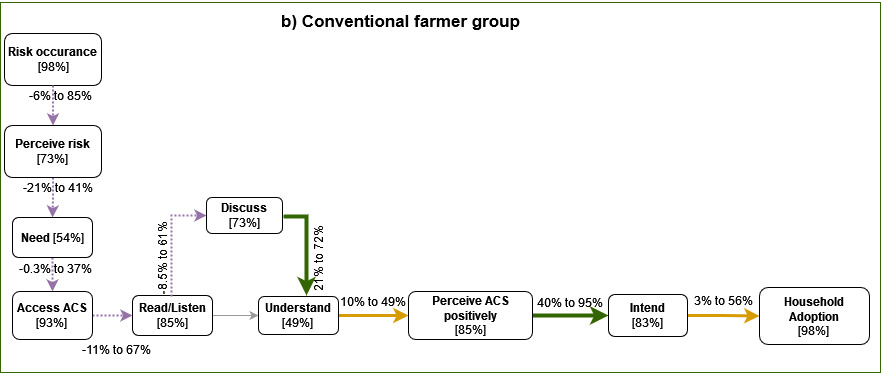 b) Conventional farmer group
Risk occurance
[98%]
-6% to 85%
Perceive risk
[73%]
-21% to 41%
Need [54%]
-0.3% to 37%
Access ACS
[93%]
-11% to 67%
Read/Listen
[85%]
-8.5% to 61%
Discuss
[73%]
21% to 72%
Understand
[49%]
10% to 49%
Perceive ACS
positively
[85%]
40% to 95%
Intend
[83%]
3% to 56%
Household
Adoption
[98%]